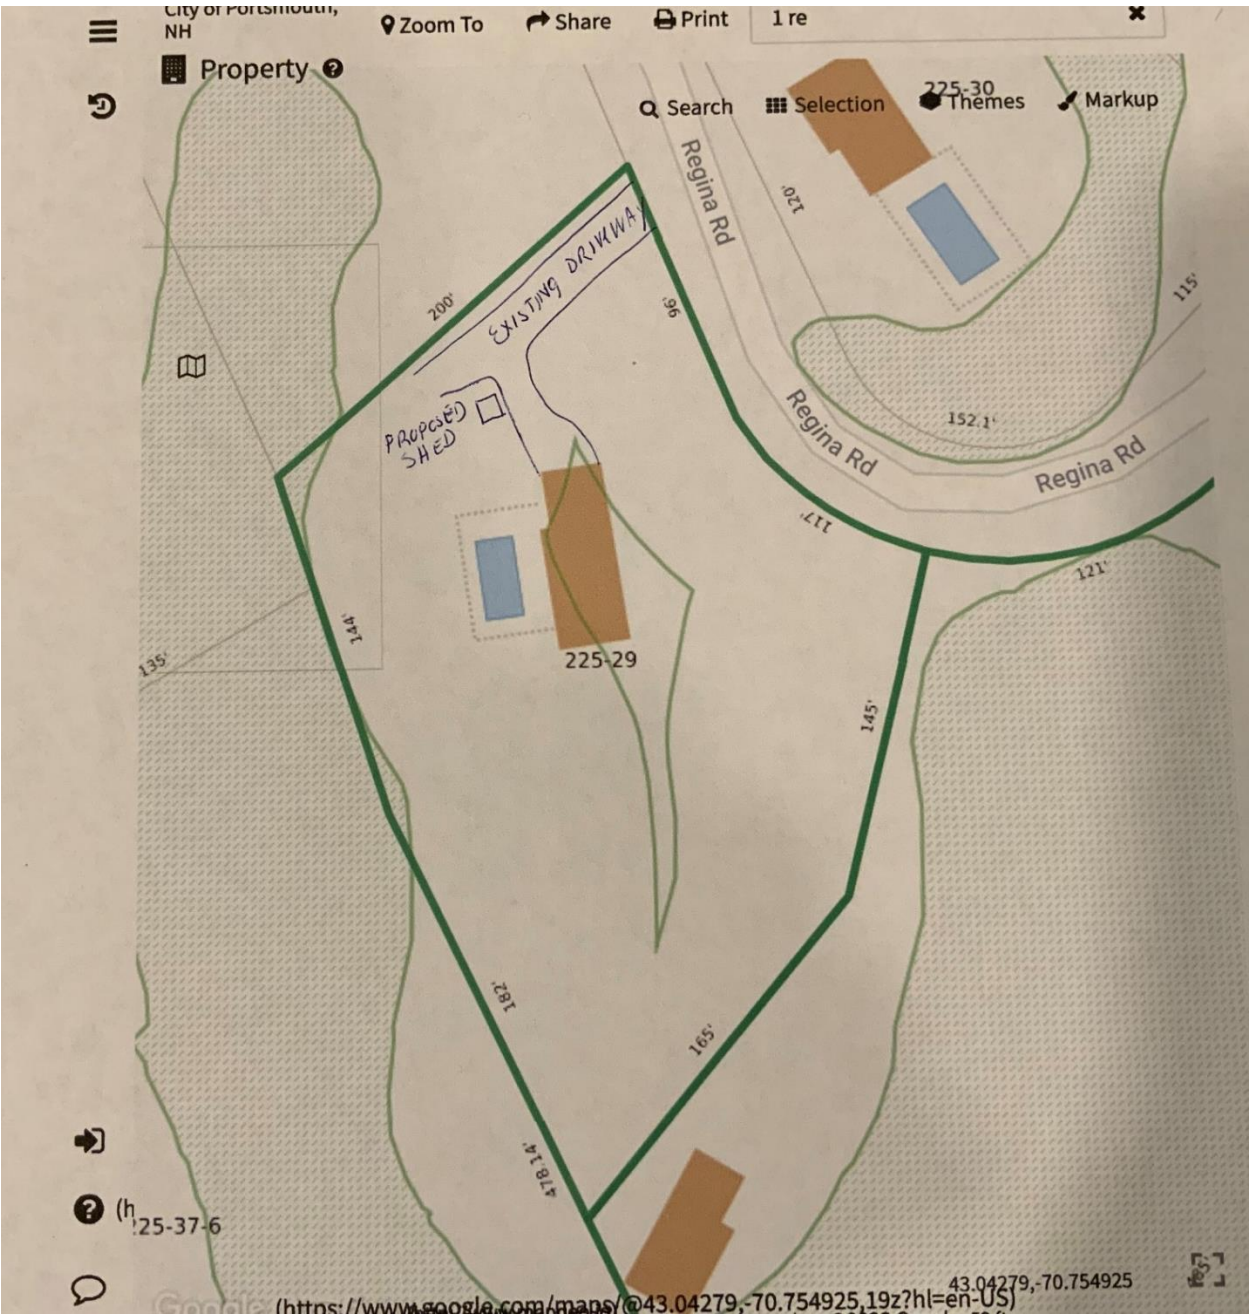 City of Portsmouth,
NH
Zoom To
Share
Print
1 re
Property
Search
Selection
Themes
Markup
225-30
Regina Rd
120'
115'
200'
EXISTING DRIVWAY
96'
PROPOSED
SHED
Regina Rd
152.1'
Regina Rd
117'
121'
144'
135'
225-29
145'
182'
165'
478.14'
(h
225-37-6
43.04279,-70.754925
Google
(https://www.google.com/maps/@43.04279,-70.754925,19z?hl=en-US)